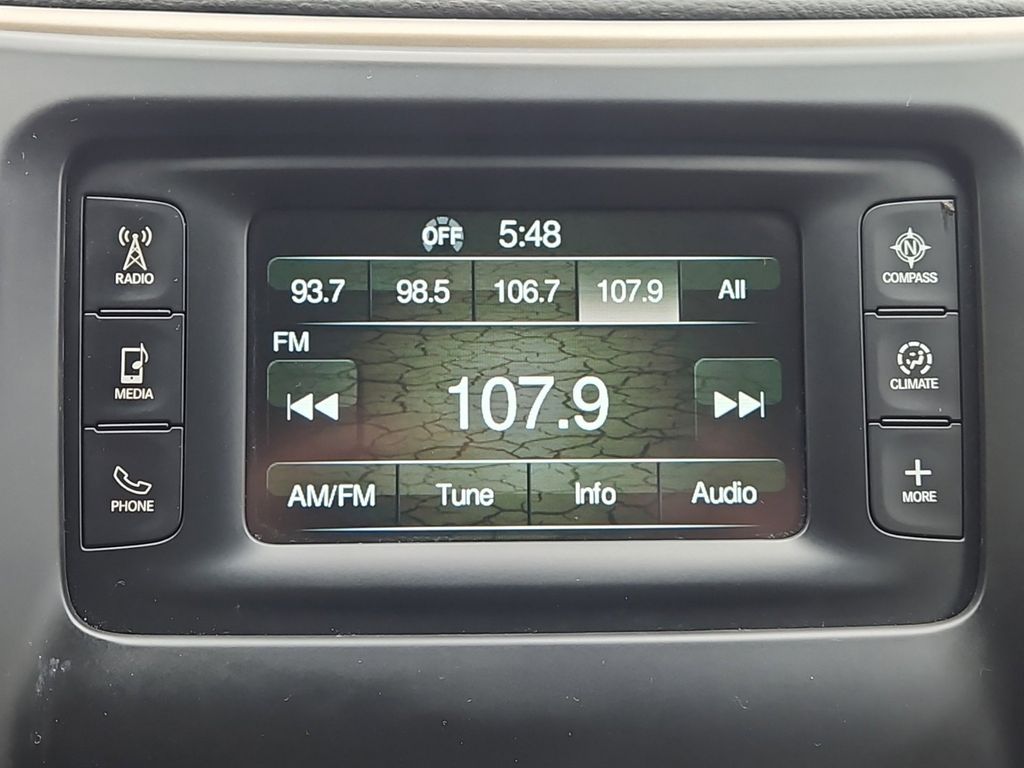 OFF 5:48
93.7 98.5 106.7 107.9 All
FM
107.9
AM/FM Tune Info Audio
RADIO
MEDIA
PHONE
N
COMPASS
CLIMATE
MORE